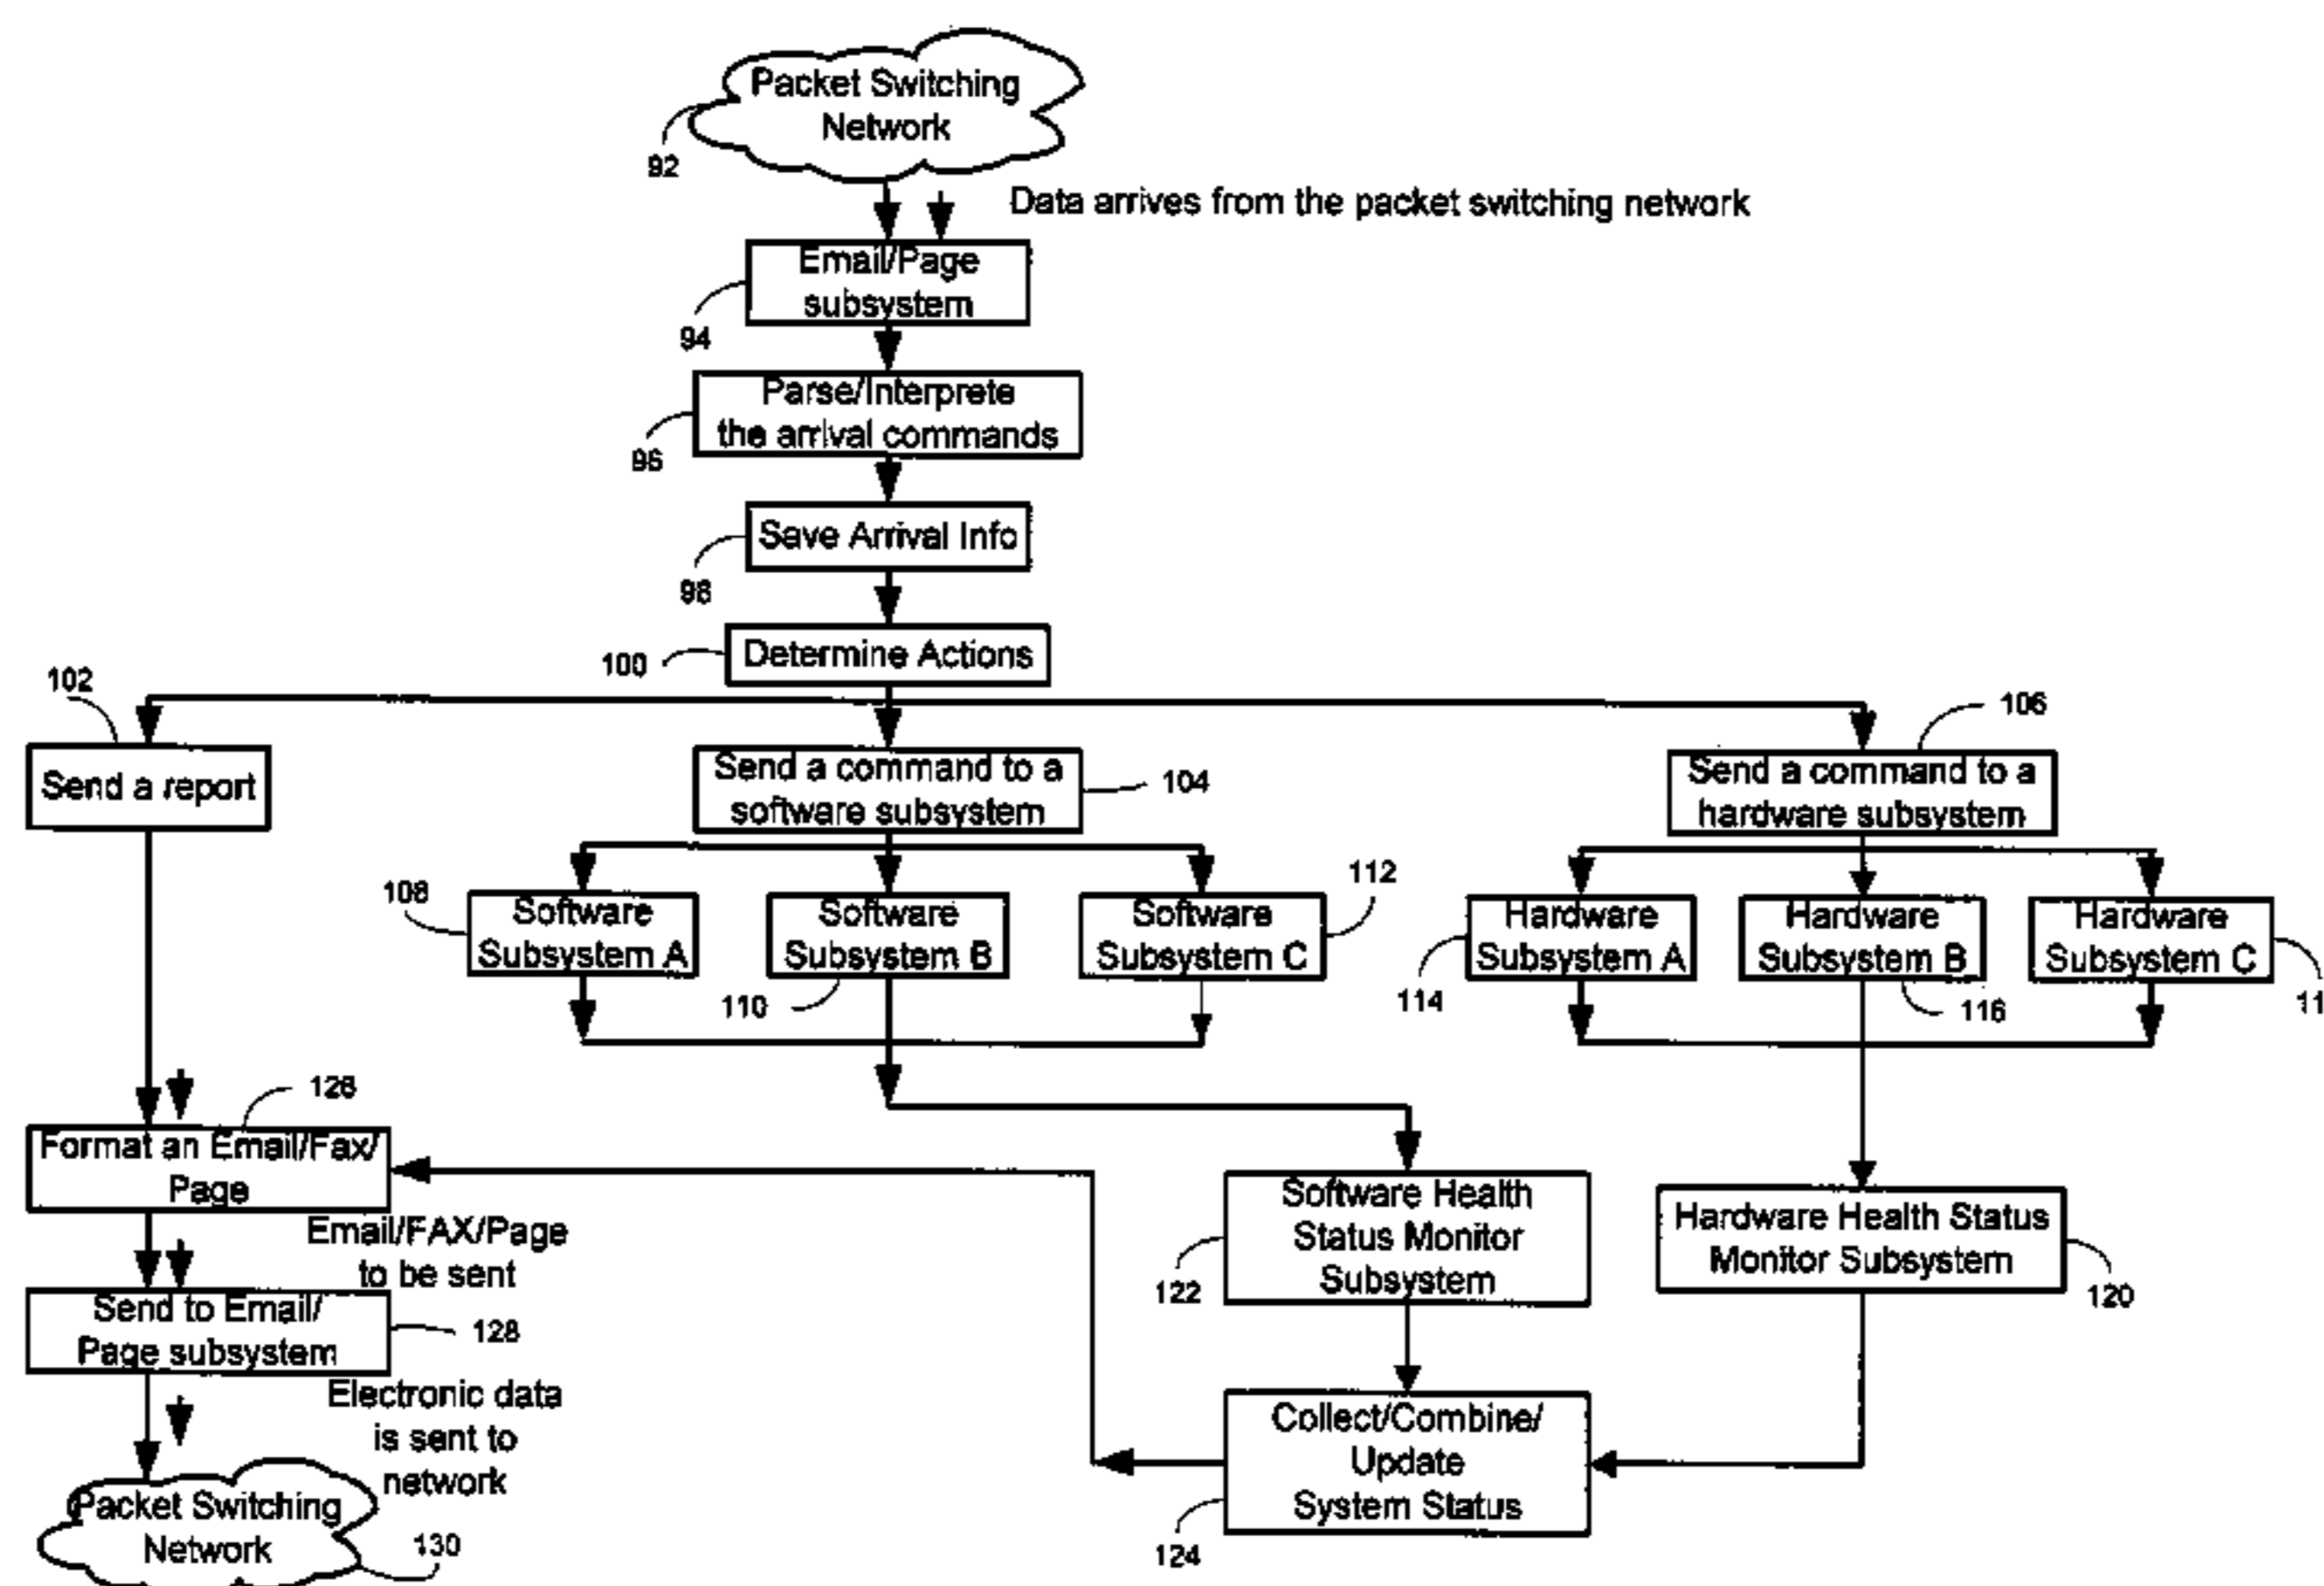 Packet Switching
Network
92
Data arrives from the packet switching network
Email/Page
subsystem
94
Parse/Interprete
the arrival commands
96
Save Arrival Info
98
Determine Actions
100
102
106
Send a report
Send a command to a
software subsystem
104
Send a command to a
hardware subsystem
108
Software
Subsystem A
Software
Subsystem B
Software
Subsystem C
112
110
Hardware
Subsystem A
Hardware
Subsystem B
Hardware
Subsystem C
114
116
11
126
Format an Email/Fax/
Page
Email/FAX/Page
to be sent
Software Health
Status Monitor
Subsystem
122
Hardware Health Status
Monitor Subsystem
120
Send to Email/
Page subsystem
128
Electronic data
is sent to
network
Collect/Combine/
Update
System Status
124
Packet Switching
Network
130